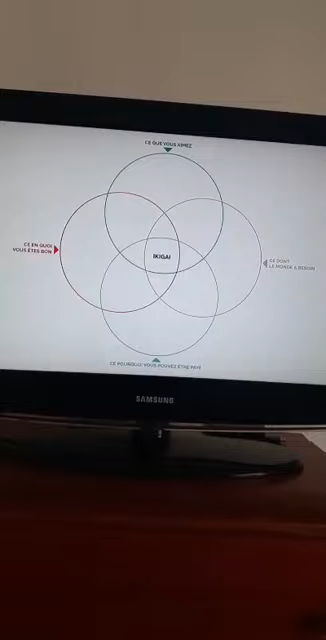 CE QUE VOUS AIMEZ
CE EN QUOI
VOUS ÊTES BON
IKIGAI
CE DONT
LE MONDE A BESOIN
CE POURQUOI VOUS POUVEZ ÊTRE PAYÉ
SAMSUNG